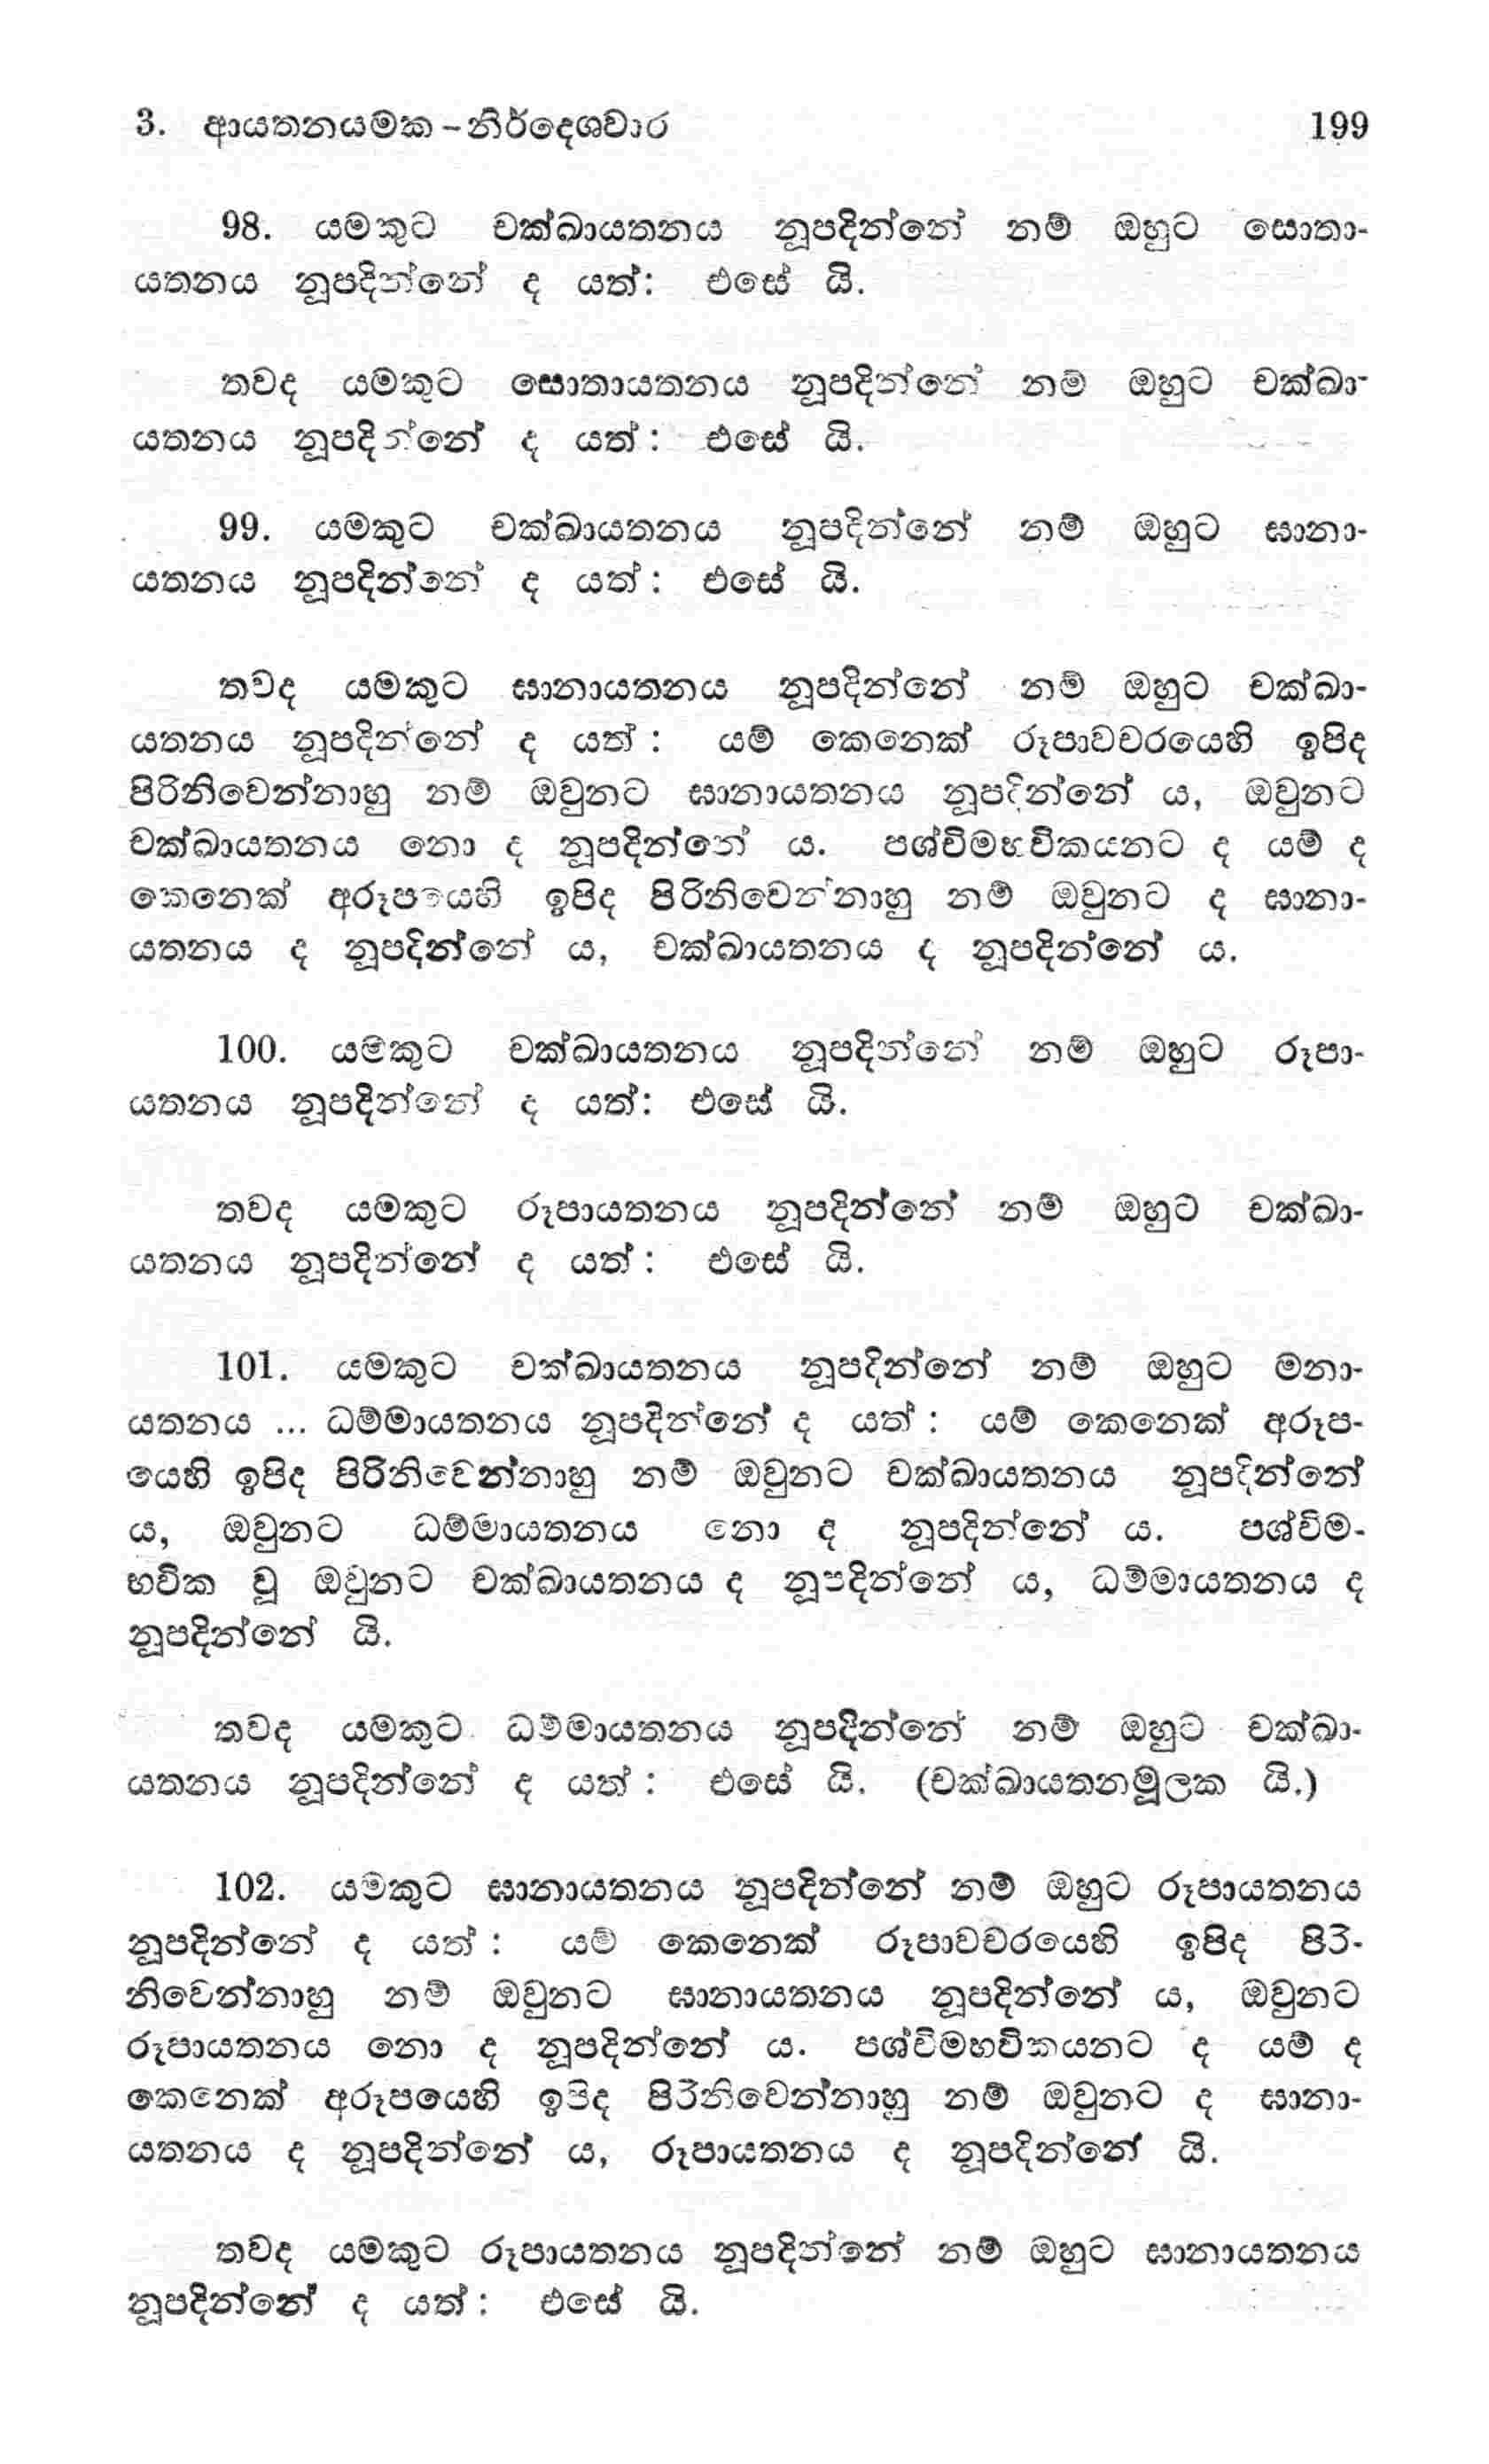 3. ආයතනයමක - නිර්දෙශවාර 199
98. යමකුට චක්ඛායතනය නූපදින්නේ නම් ඔහුට සොතා-
යතනය නූපදින්නේ ද යත්: එසේ යි.
තවද යමකුට සොතායතනය නූපදින්නේ නම් ඔහුට චක්ඛා-
යතනය නූපදින්නේ ද යත් : එසේ යි.
99. යමකුට චක්ඛායතනය නූපදින්නේ නම් ඔහුට ඝානා-
යතනය නූපදින්නේ ද යත් : එසේ යි.
තවද යමකුට ඝානායතනය නූපදින්නේ නම් ඔහුට චක්ඛා-
යතනය නූපදින්නේ ද යත් : යම් කෙනෙක් රූපාවචරයෙහි ඉපිද
පිරිනිවෙන්නාහු නම් ඔවුනට ඝානායතනය නූපදින්නේ ය, ඔවුනට
චක්ඛායතනය නො ද නූපදින්නේ ය. පශ්චිමභවිකයනට ද යම් ද
කෙනෙක් අරූපයෙහි ඉපිද පිරිනිවෙන්නාහු නම් ඔවුනට ද ඝානා-
යතනය ද නූපදින්නේ ය, චක්ඛායතනය ද නූපදින්නේ ය.
100. යමකුට චක්ඛායතනය නූපදින්නේ නම් ඔහුට රූපා-
යතනය නූපදින්නේ ද යත්: එසේ යි.
තවද යමකුට රූපායතනය නූපදින්නේ නම් ඔහුට චක්ඛා-
යතනය නූපදින්නේ ද යත් : එසේ යි.
101. යමකුට චක්ඛායතනය නූපදින්නේ නම් ඔහුට මනා-
යතනය ... ධම්මායතනය නූපදින්නේ ද යත් : යම් කෙනෙක් අරූප-
යෙහි ඉපිද පිරිනිවෙන්නාහු නම් ඔවුනට චක්ඛායතනය නූපදින්නේ
ය, ඔවුනට ධම්මායතනය නො ද නූපදින්නේ ය. පශ්චිම-
භවික වූ ඔවුනට චක්ඛායතනය ද නූපදින්නේ ය, ධම්මායතනය ද
නූපදින්නේ යි.
තවද යමකුට ධම්මායතනය නූපදින්නේ නම් ඔහුට චක්ඛා-
යතනය නූපදින්නේ ද යත් : එසේ යි. (චක්ඛායතනමූලක යි.)
102. යමකුට ඝානායතනය නූපදින්නේ නම් ඔහුට රූපායතනය
නූපදින්නේ ද යත් : යම් කෙනෙක් රූපාවචරයෙහි ඉපිද පිරි-
නිවෙන්නාහු නම් ඔවුනට ඝානායතනය නූපදින්නේ ය, ඔවුනට
රූපායතනය නො ද නූපදින්නේ ය. පශ්චිමභවිකයනට ද යම් ද
කෙනෙක් අරූපයෙහි ඉපිද පිරිනිවෙන්නාහු නම් ඔවුනට ද ඝානා-
යතනය ද නූපදින්නේ ය, රූපායතනය ද නූපදින්නේ යි.
තවද යමකුට රූපායතනය නූපදින්නේ නම් ඔහුට ඝානායතනය
නූපදින්නේ ද යත් : එසේ යි.